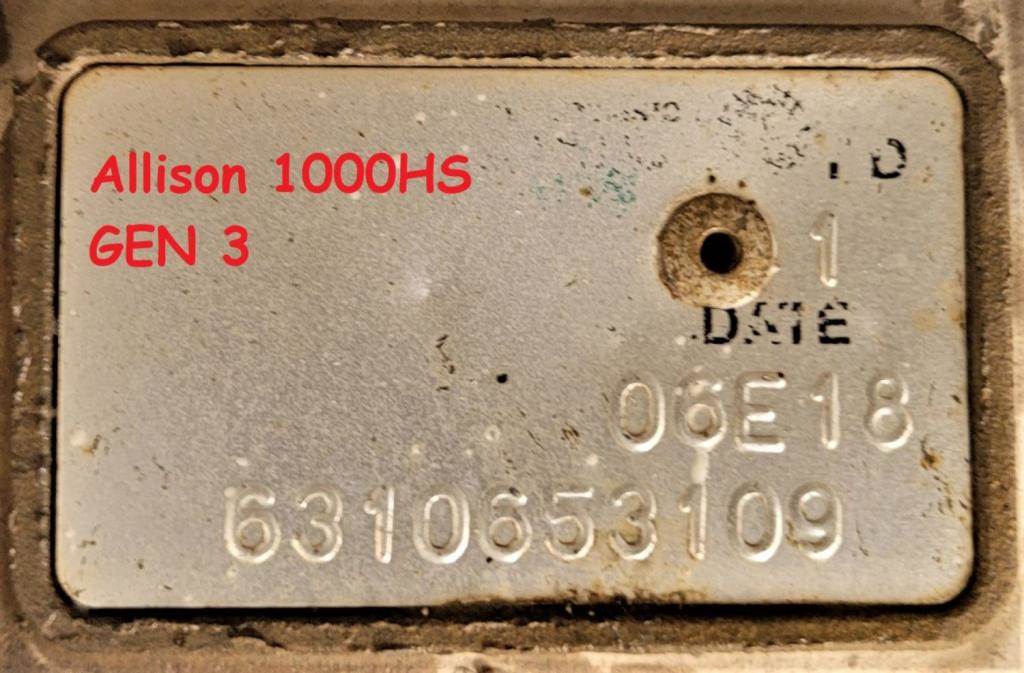 Allison 1000HS
GEN 3
1
DATE
06E18
6310653109